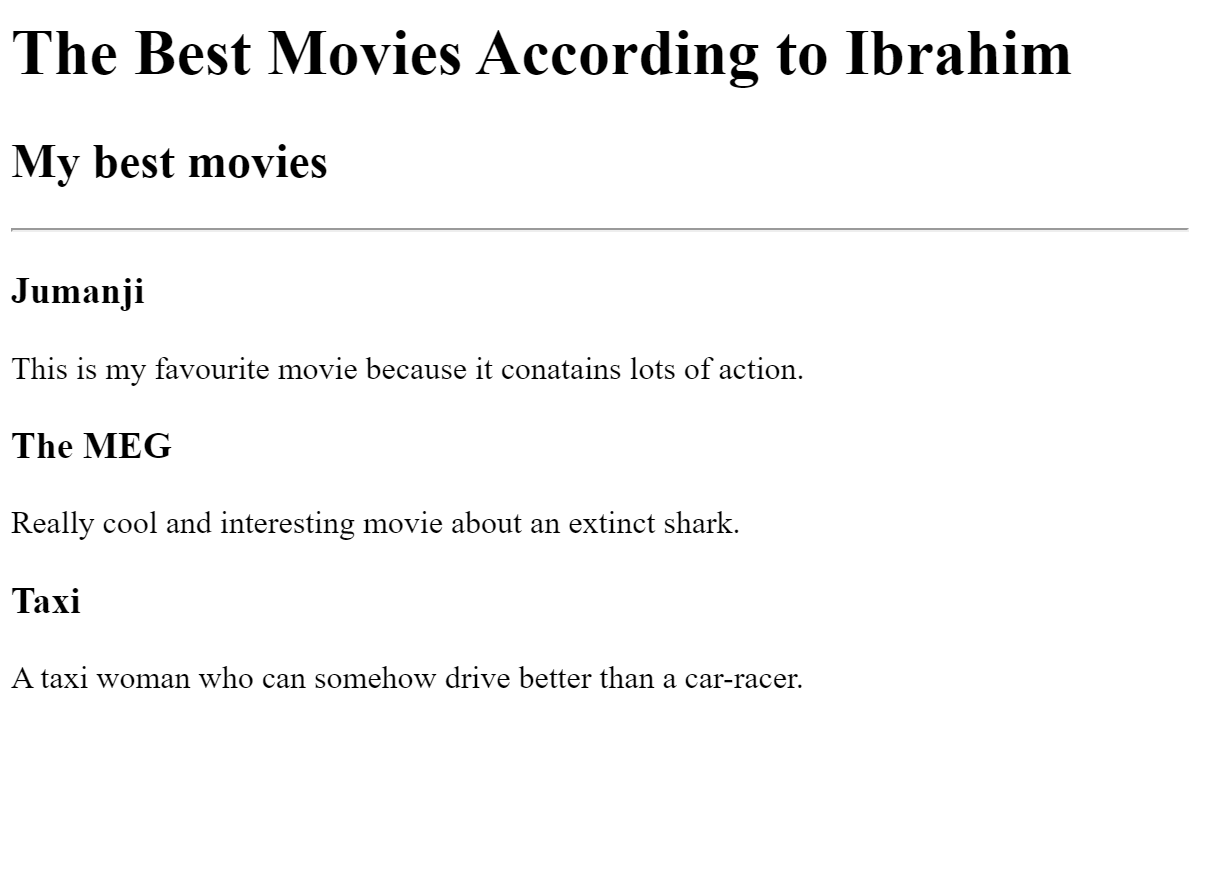 The Best Movies According to Ibrahim
My best movies
Jumanji
This is my favourite movie because it conatains lots of action.
The MEG
Really cool and interesting movie about an extinct shark.
Taxi
A taxi woman who can somehow drive better than a car-racer.